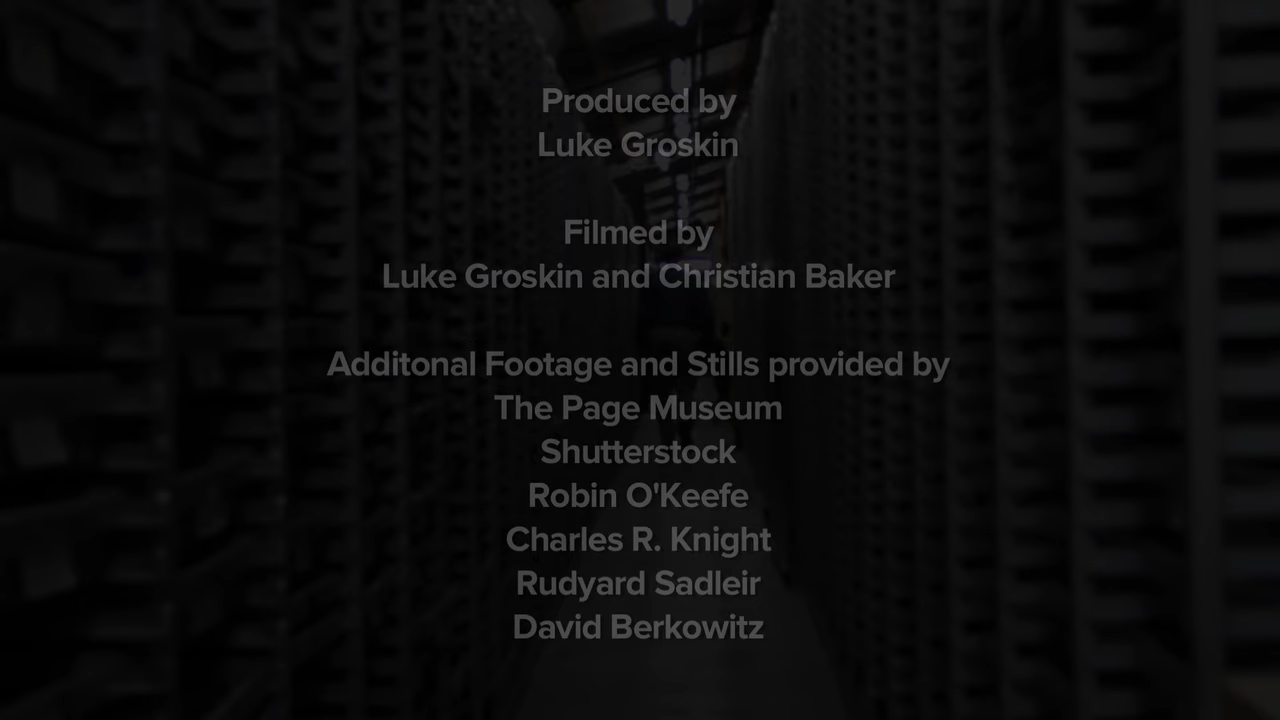 Produced by
Luke Groskin
Filmed by
Luke Groskin and Christian Baker
Additonal Footage and Stills provided by
The Page Museum
Shutterstock
Robin O'Keefe
Charles R. Knight
Rudyard Sadleir
David Berkowitz